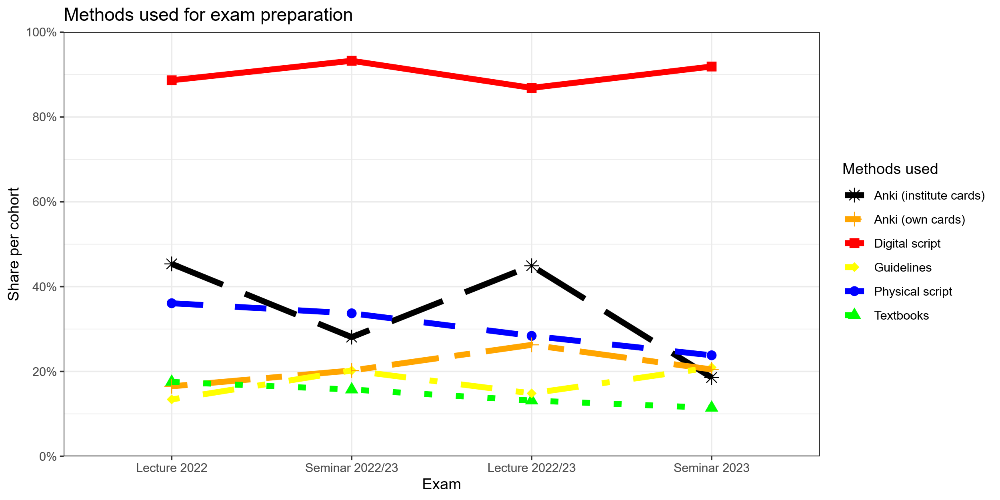 Methods used for exam preparation
100%
80%
60%
40%
20%
0%
Share per cohort
Lecture 2022
Seminar 2022/23
Lecture 2022/23
Seminar 2023
Exam
Methods used
Anki (institute cards)
Anki (own cards)
Digital script
Guidelines
Physical script
Textbooks